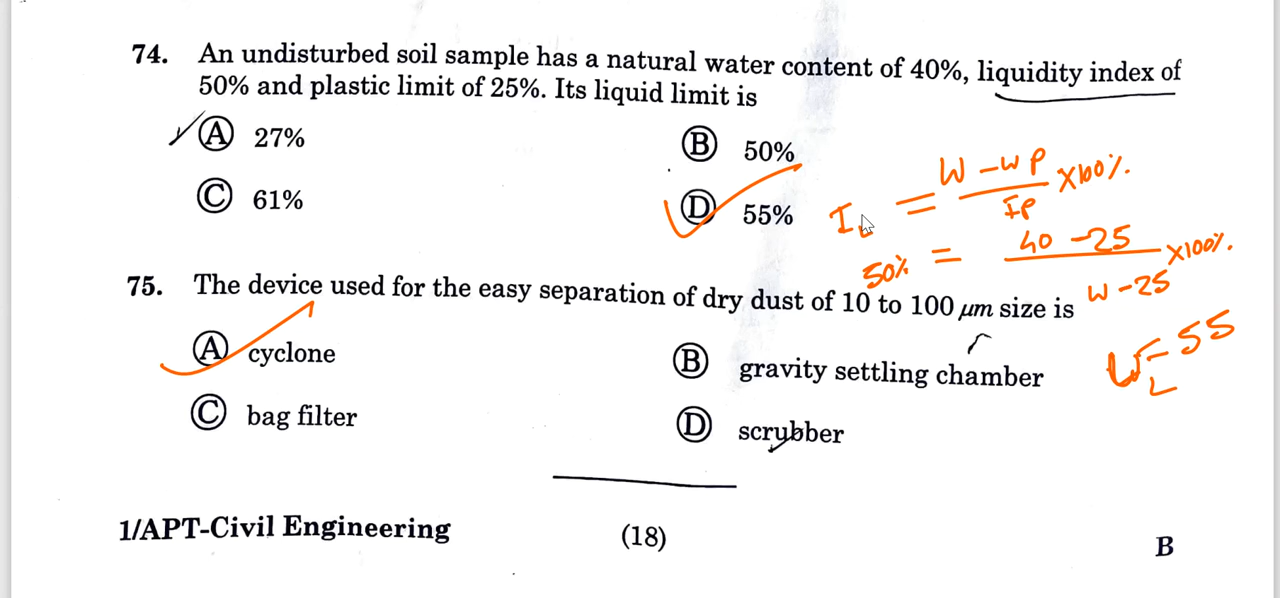 74. An undisturbed soil sample has a natural water content of 40%, liquidity index of
50% and plastic limit of 25%. Its liquid limit is
Ⓐ 27%
Ⓑ 50%
Ⓒ 61%
Ⓓ 55%
I_L = (W - WP)/IP ×100%.
50% = (40 - 25)/(W - 25) ×100%.
W_L = 55
75. The device used for the easy separation of dry dust of 10 to 100 μm size is
Ⓐ cyclone
Ⓑ gravity settling chamber
Ⓒ bag filter
Ⓓ scrubber
1/APT-Civil Engineering
(18)
B